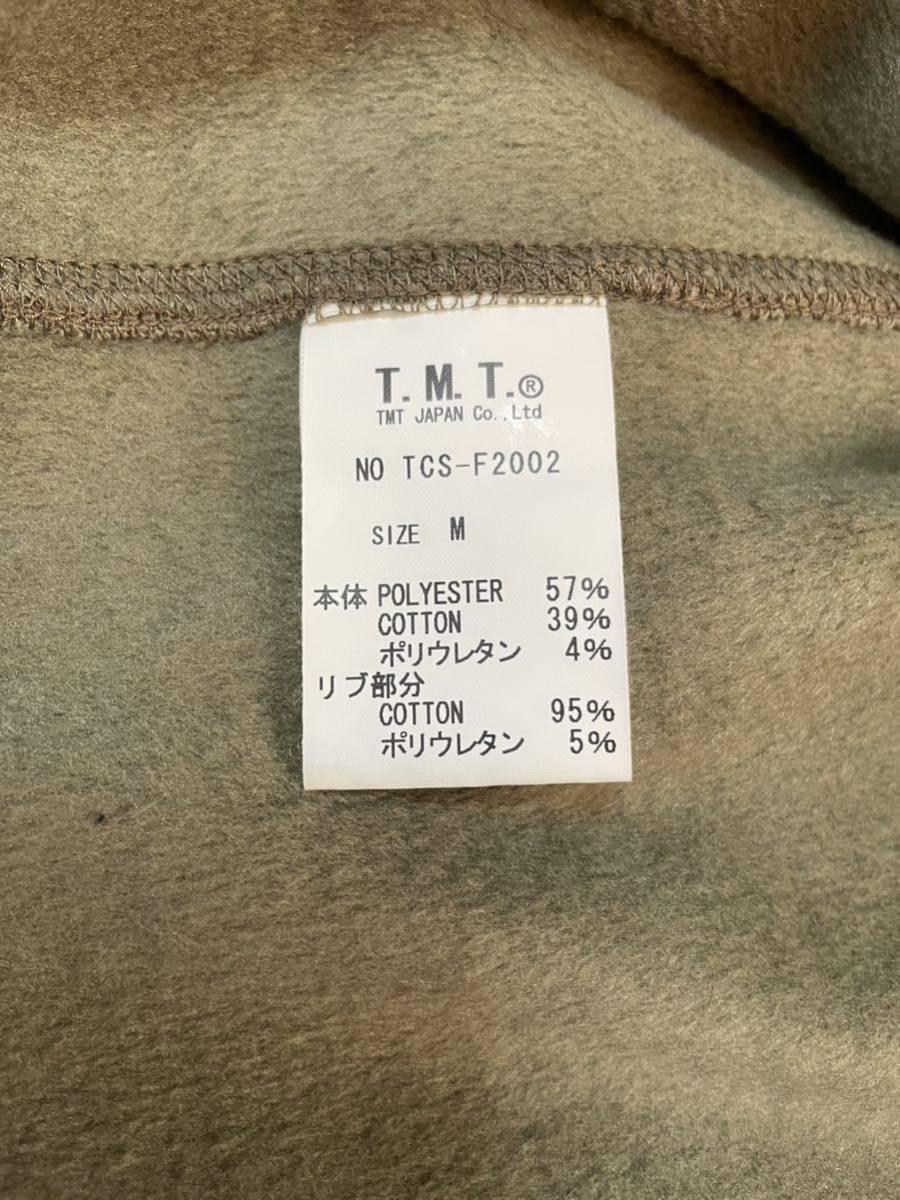 T.M.T.®
TMT JAPAN Co.,Ltd
NO TCS-F2002
SIZE M
本体 POLYESTER 57%
COTTON 39%
ポリウレタン 4%
リブ部分
COTTON 95%
ポリウレタン 5%